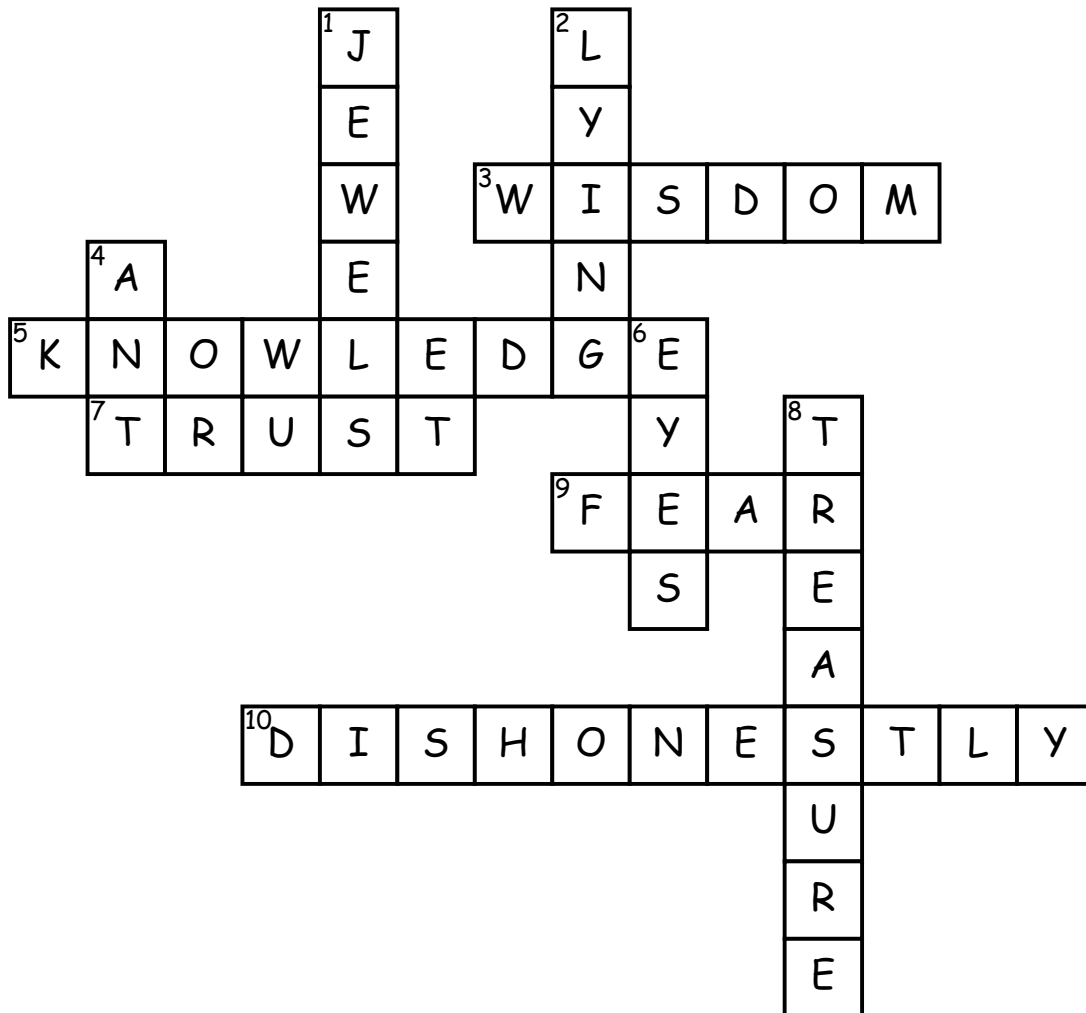 1 J 2 L
E Y
W 3 W I S D O M
4 A E N
5 K N O W L E D G 6 E
7 T R U S T Y 8 T
9 F E A R
S E
A
10 D I S H O N E S T L Y
U
R
E